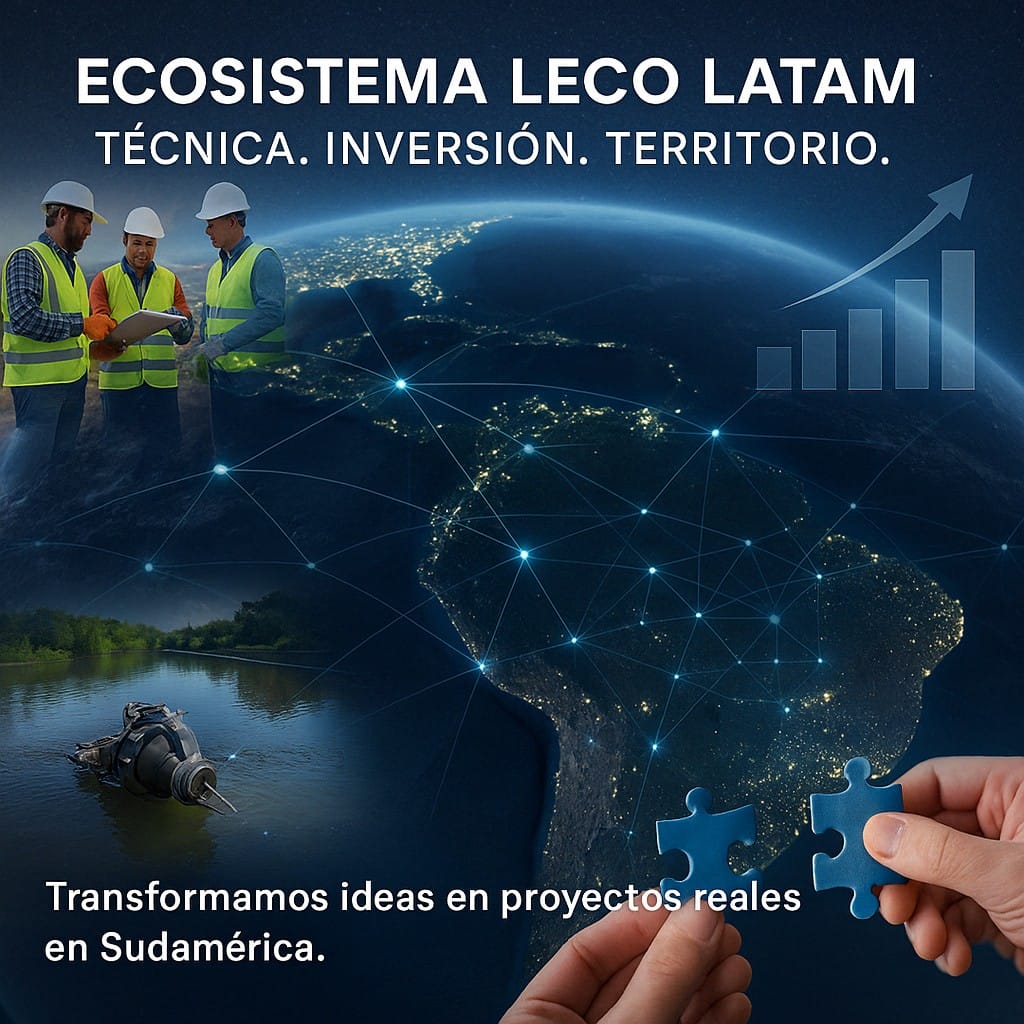 ECOSISTEMA LECO LATAM
TÉCNICA. INVERSIÓN. TERRITORIO.
Transformamos ideas en proyectos reales
en Sudamérica.